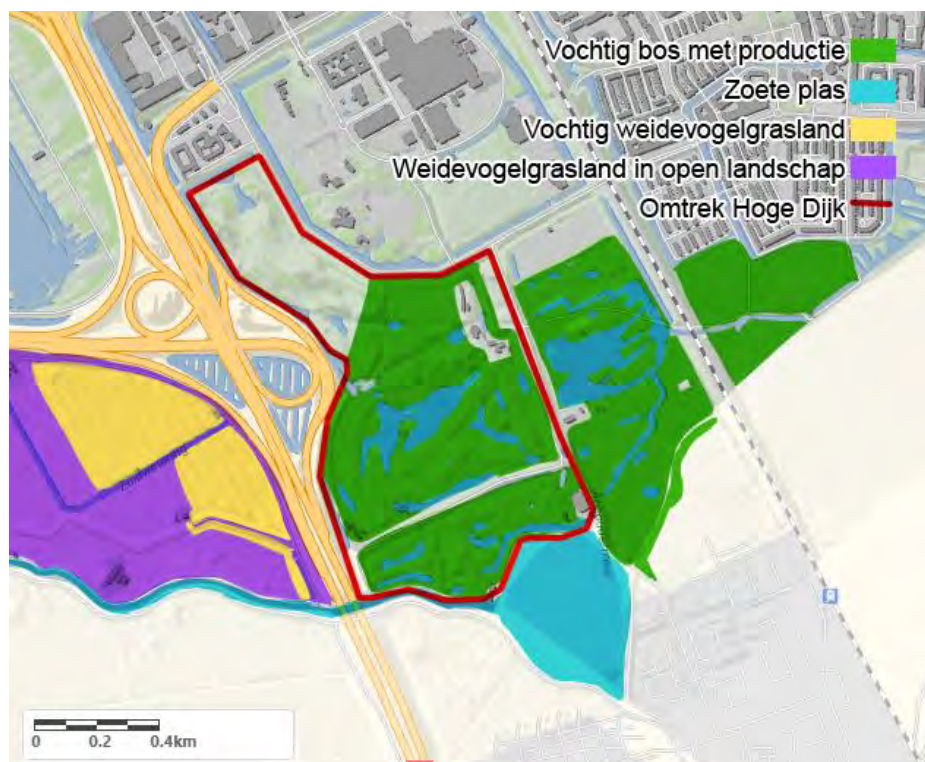 Vochtig bos met productie
Zoete plas
Vochtig weidevogelgrasland
Weidevogelgrasland in open landschap
Omtrek Hoge Dijk
0 0.2 0.4km